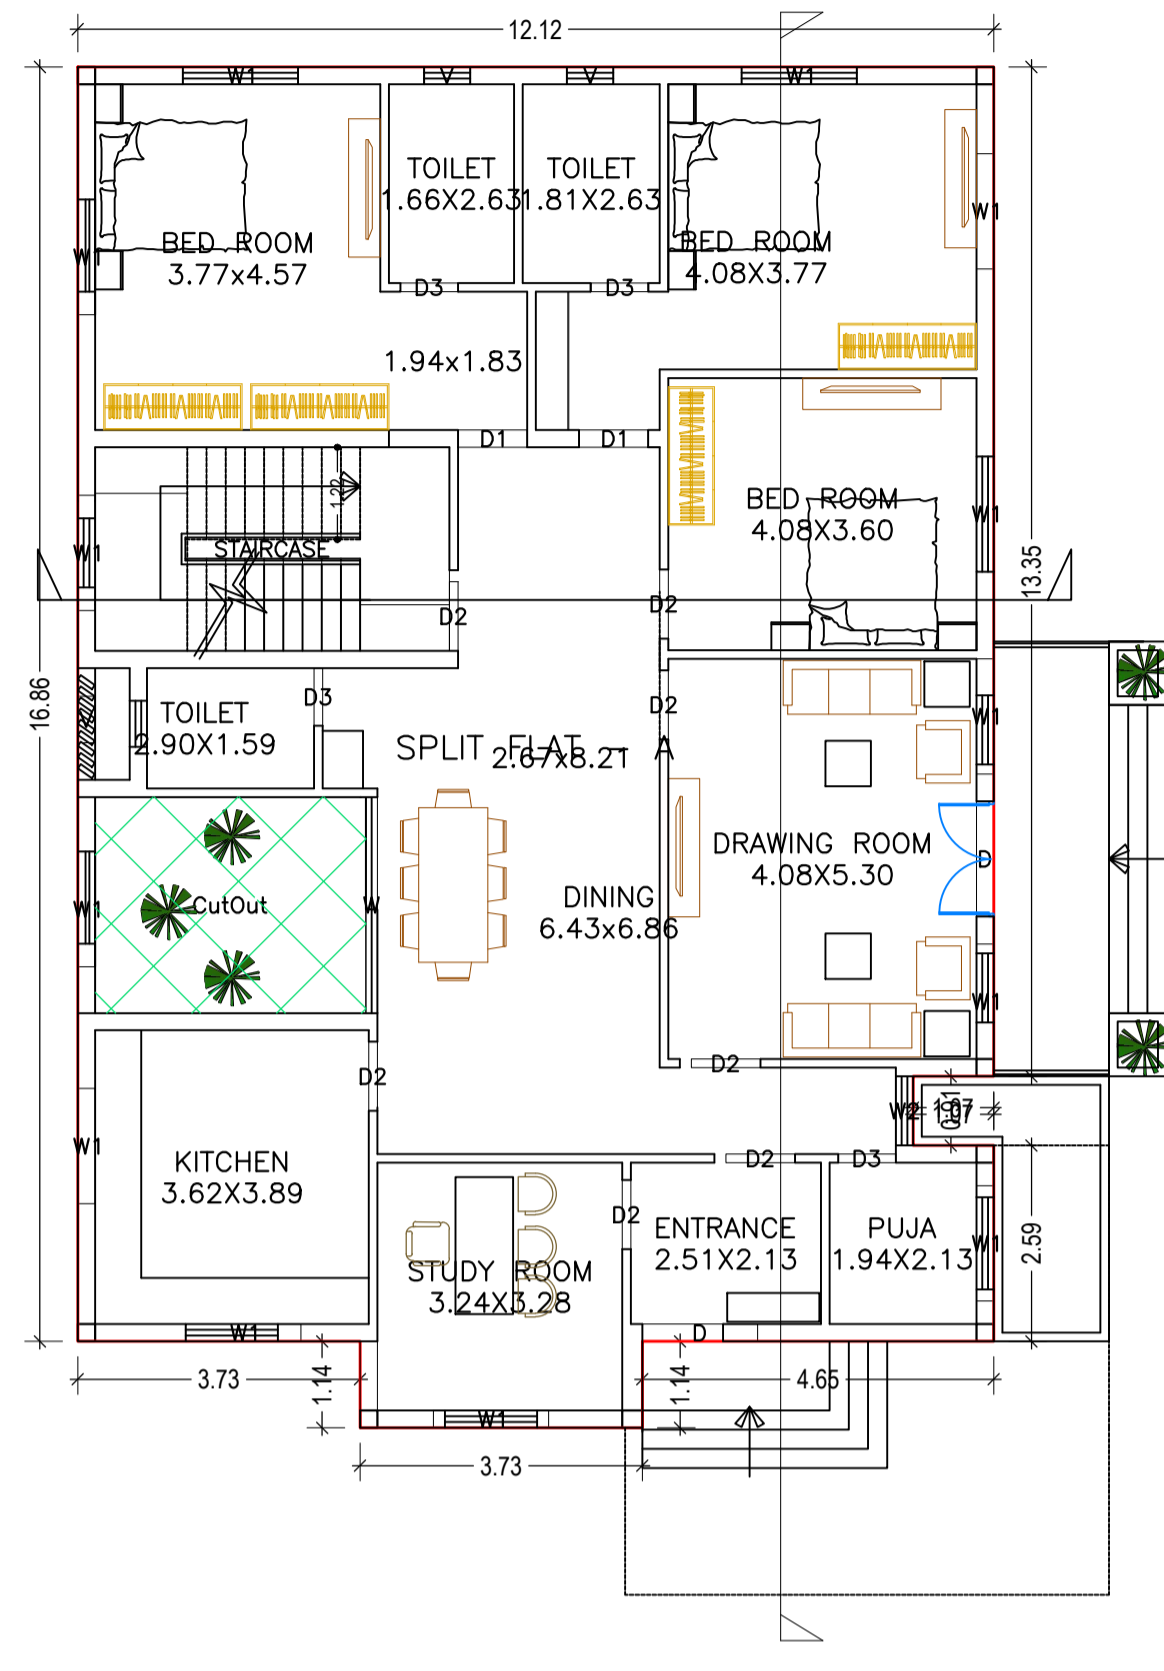 12.12
W1
V
V
W1
TOILET
1.66X2.63
TOILET
1.81X2.63
BED ROOM
3.77x4.57
BED ROOM
4.08X3.77
W1
W1
D3
D3
1.94x1.83
D1
D1
1.22
BED ROOM
4.08X3.60
W1
STAIRCASE
W1
13.35
D2
D2
16.86
TOILET
2.90X1.59
D3
D2
W1
SPLIT FLAT - A
2.67x8.21
DRAWING ROOM
4.08X5.30
D
DINING
6.43x6.86
CutOut
W1
W
W1
D2
D2
W2
0.91
1.07
W1
KITCHEN
3.62X3.89
D2
D3
D2
ENTRANCE
2.51X2.13
PUJA
1.94X2.13
W1
2.59
STUDY ROOM
3.24X3.28
W1
D
3.73
1.14
1.14
4.65
W1
3.73